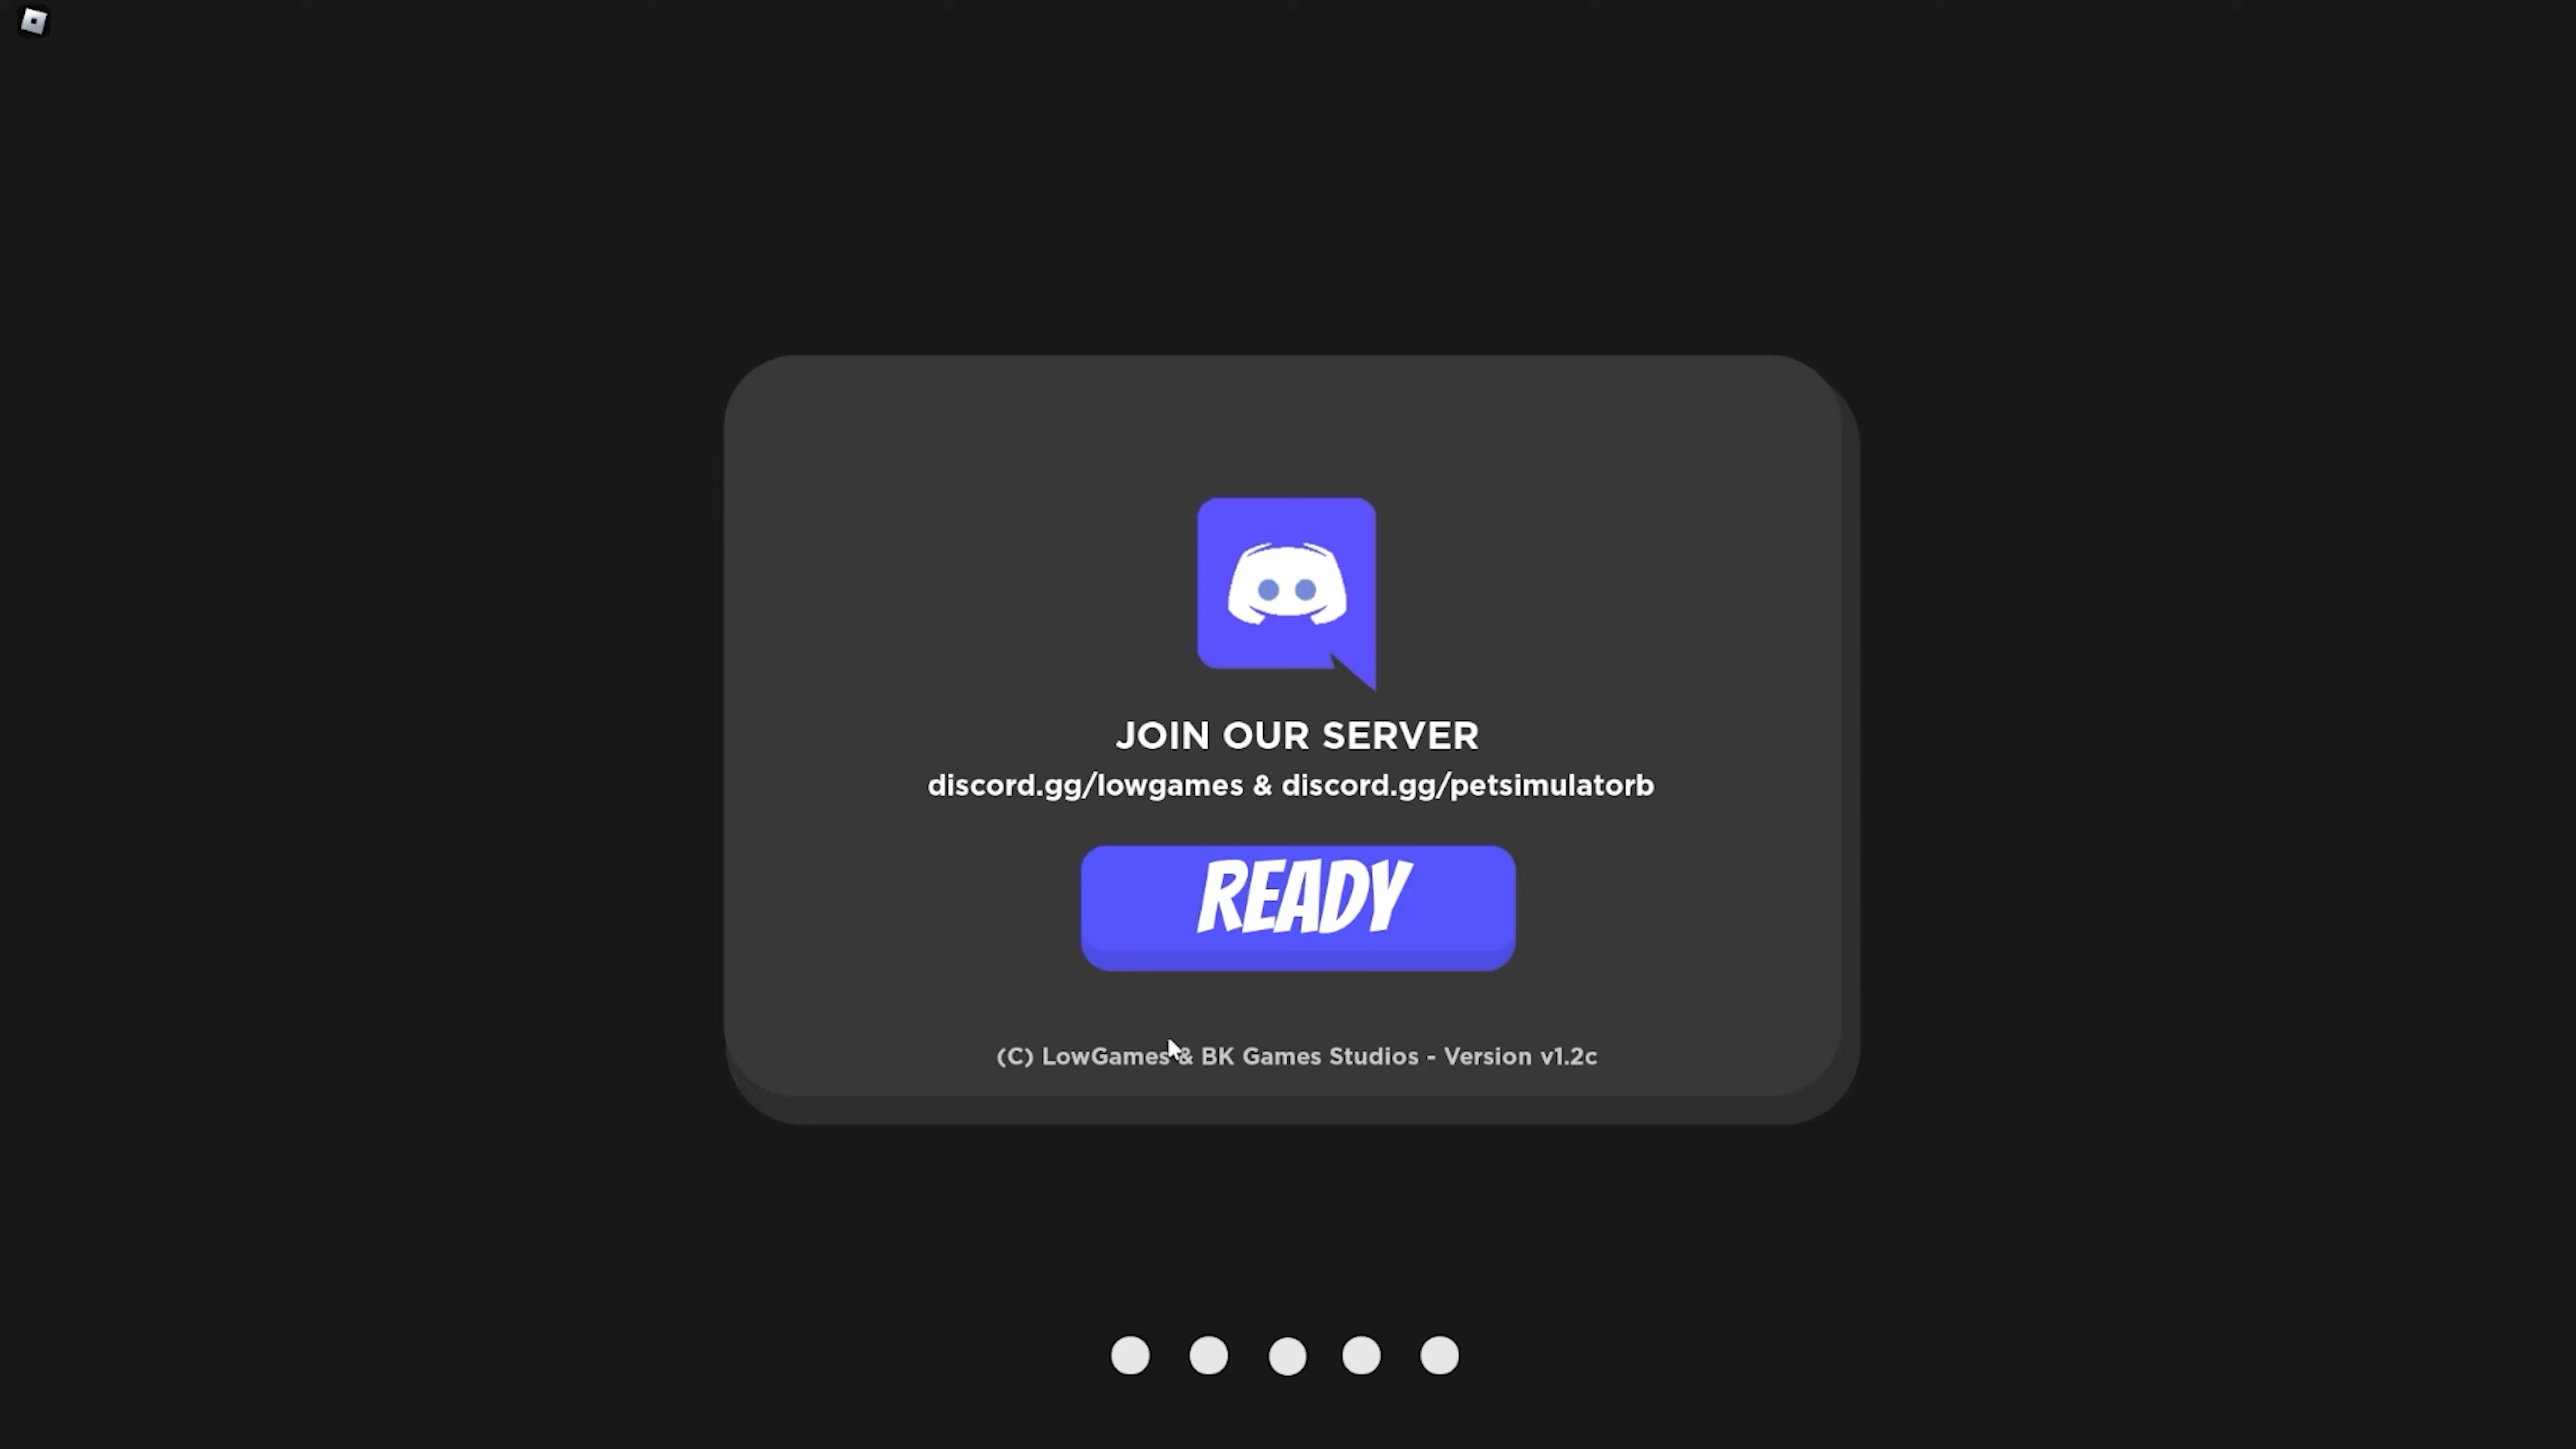 JOIN OUR SERVER
discord.gg/lowgames & discord.gg/petsimulatorb
READY
(C) LowGames & BK Games Studios - Version v1.2c